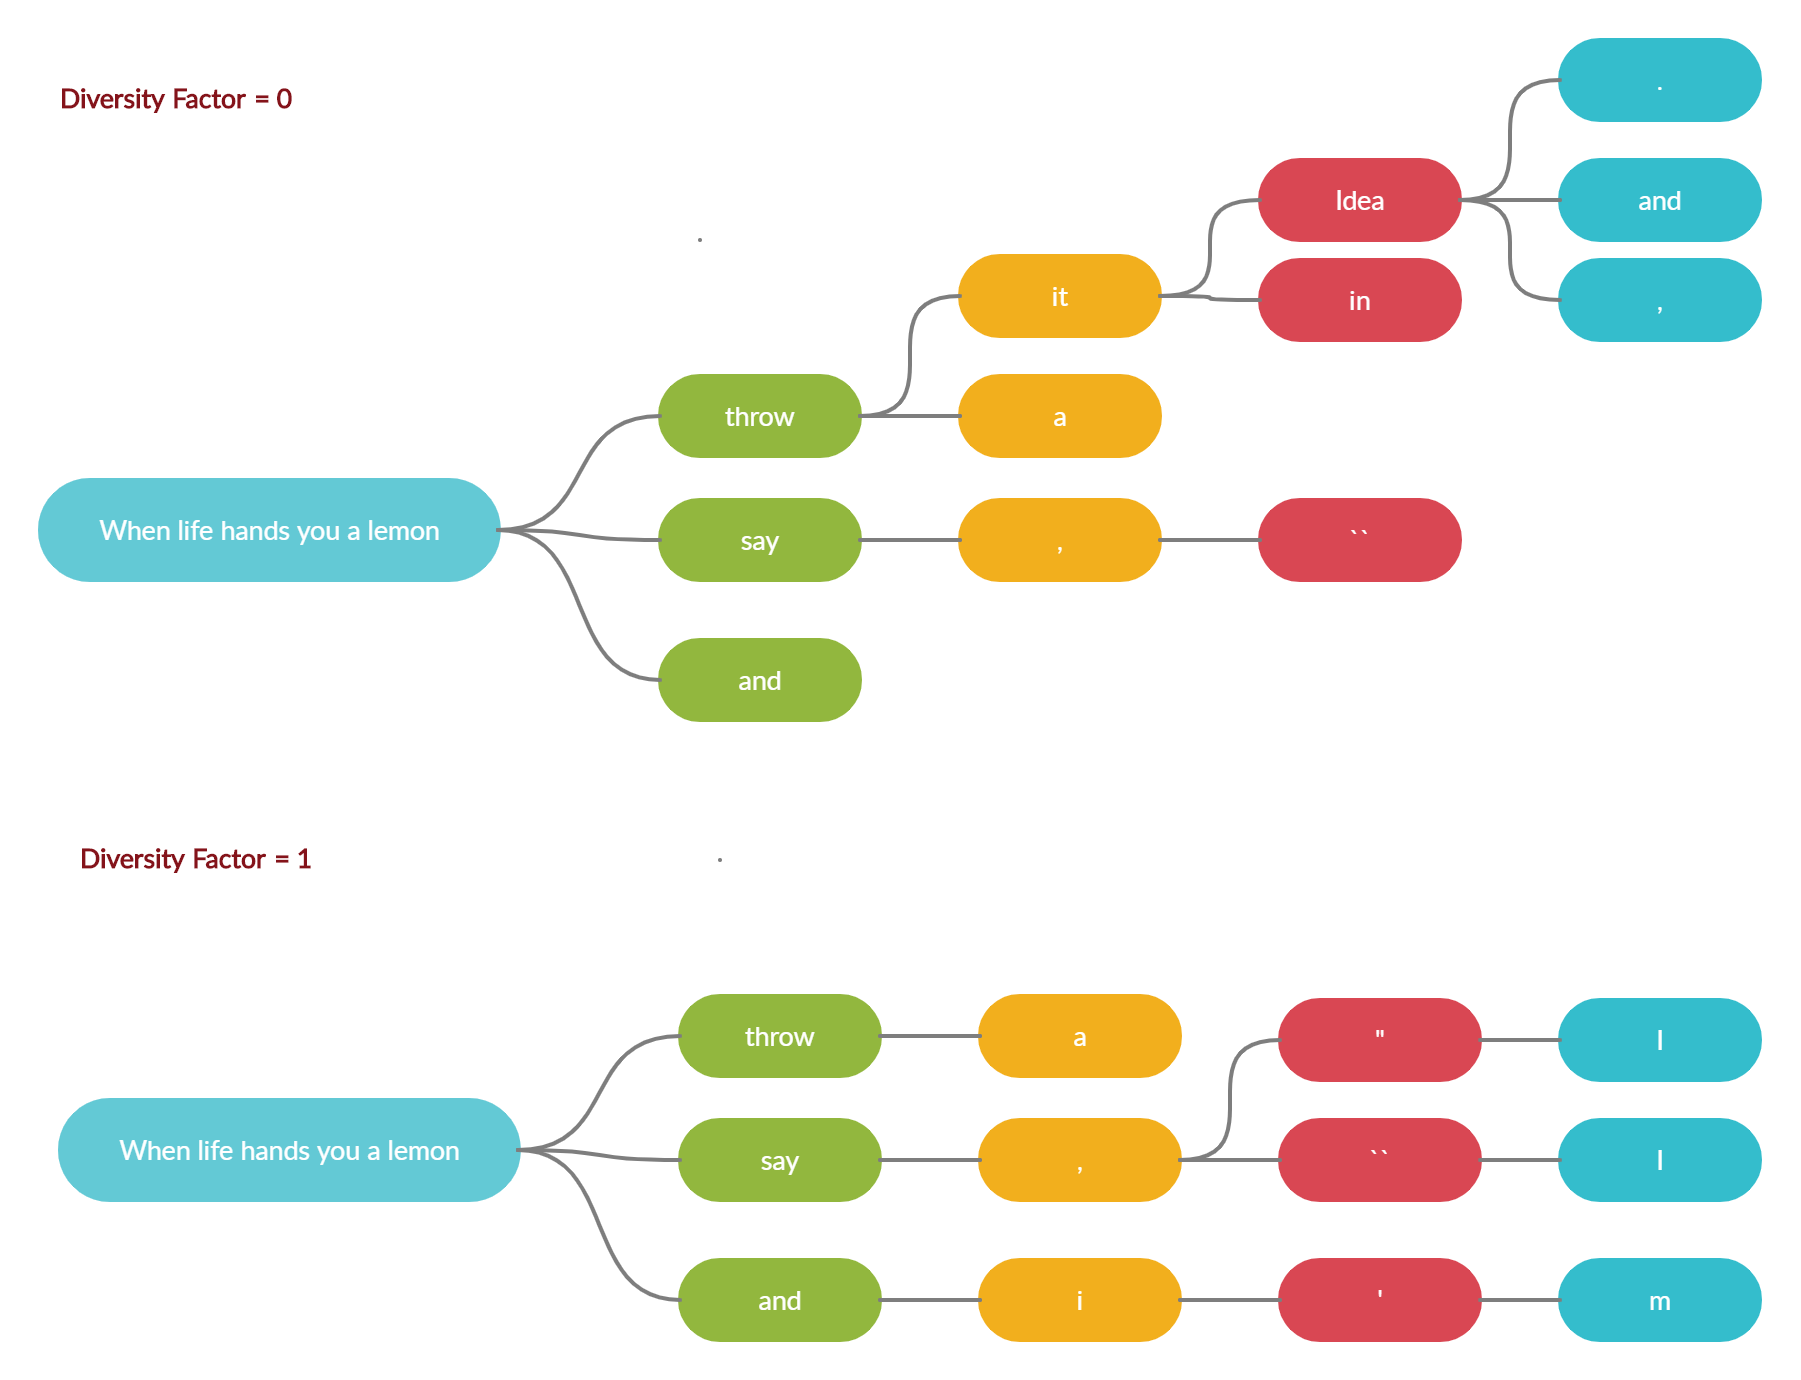 Diversity Factor = 0
.
Idea
and
it
in
,
throw
a
When life hands you a lemon
say
,
``
and
Diversity Factor = 1
throw
a
"
I
When life hands you a lemon
say
,
``
I
and
i
'
m